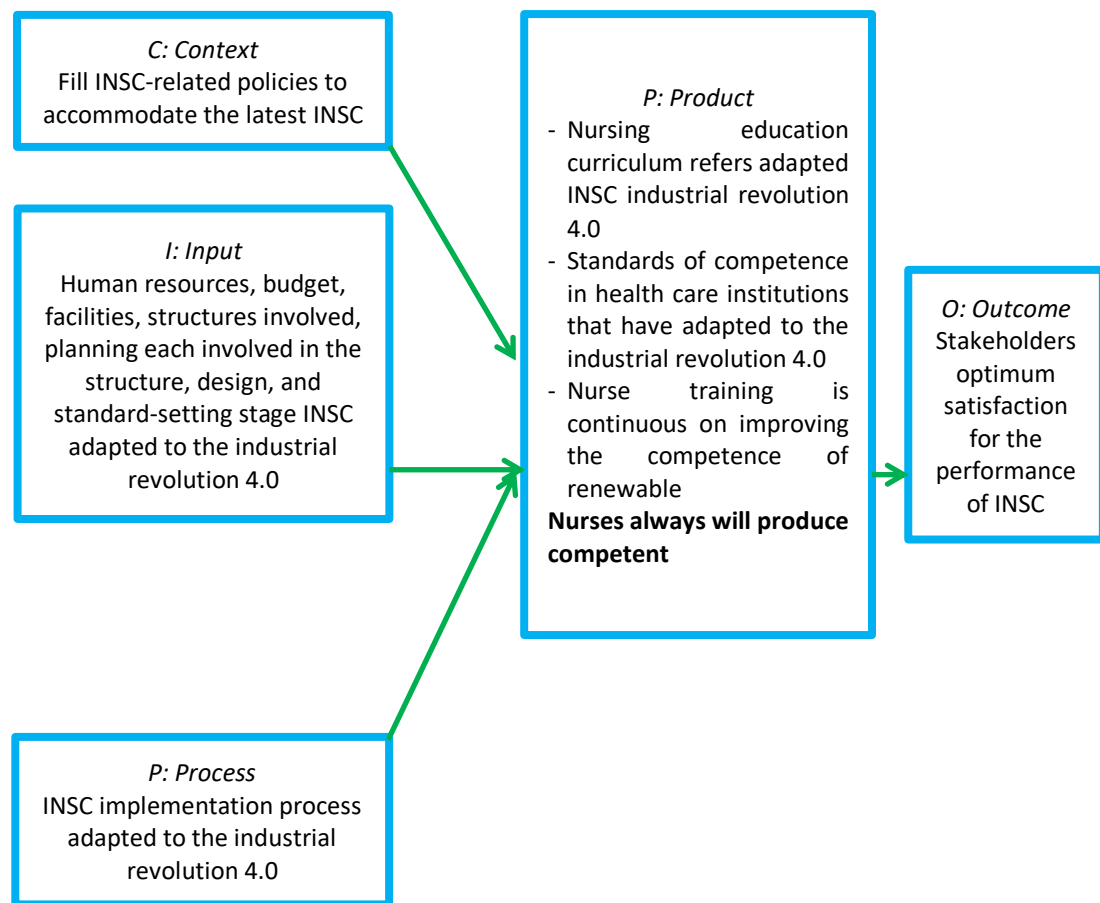 C: Context
Fill INSC-related policies to
accommodate the latest INSC
I: Input
Human resources, budget,
facilities, structures involved,
planning each involved in the
structure, design, and
standard-setting stage INSC
adapted to the industrial
revolution 4.0
P: Process
INSC implementation process
adapted to the industrial
revolution 4.0
P: Product
- Nursing education
curriculum refers adapted
INSC industrial revolution
4.0
- Standards of competence
in health care institutions
that have adapted to the
industrial revolution 4.0
- Nurse training is
continuous on improving
the competence of
renewable
Nurses always will produce
competent
O: Outcome
Stakeholders
optimum
satisfaction
for the
performance
of INSC